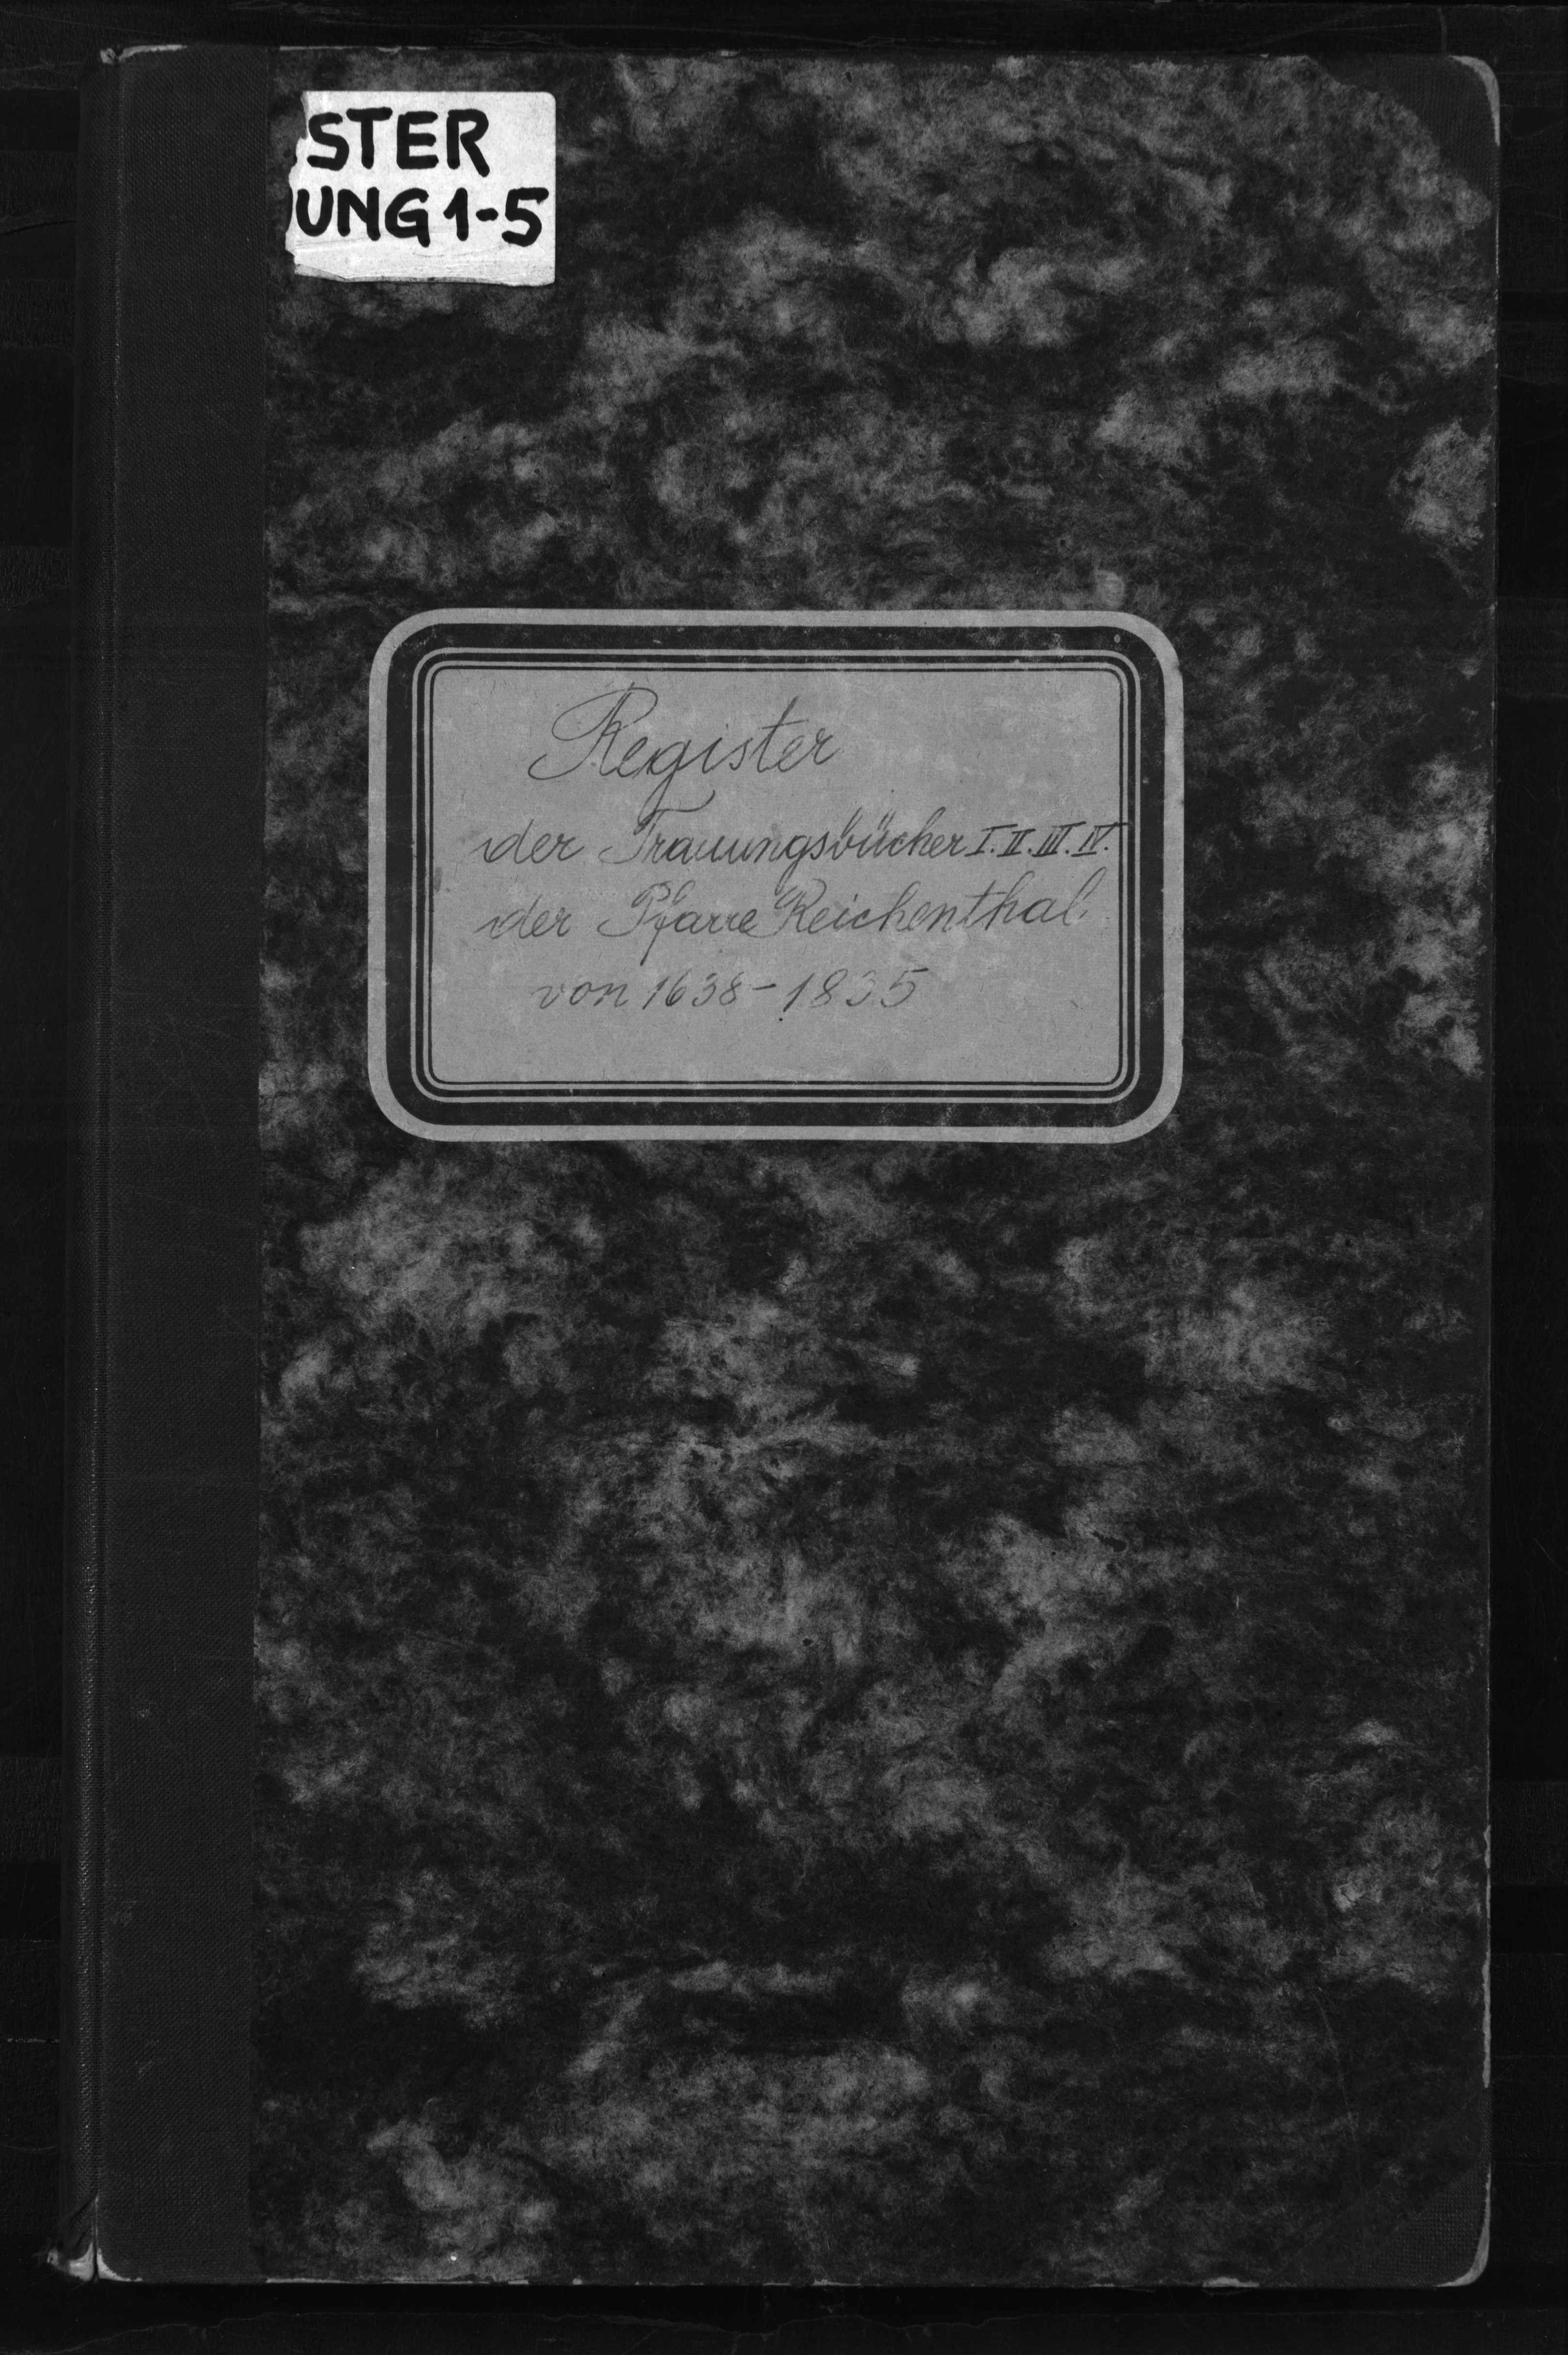 STER
UNG 1-5
Register
der Trauungsbücher I. II. III. IV.
der Pfarre Reichenthal.
von 1638-1835